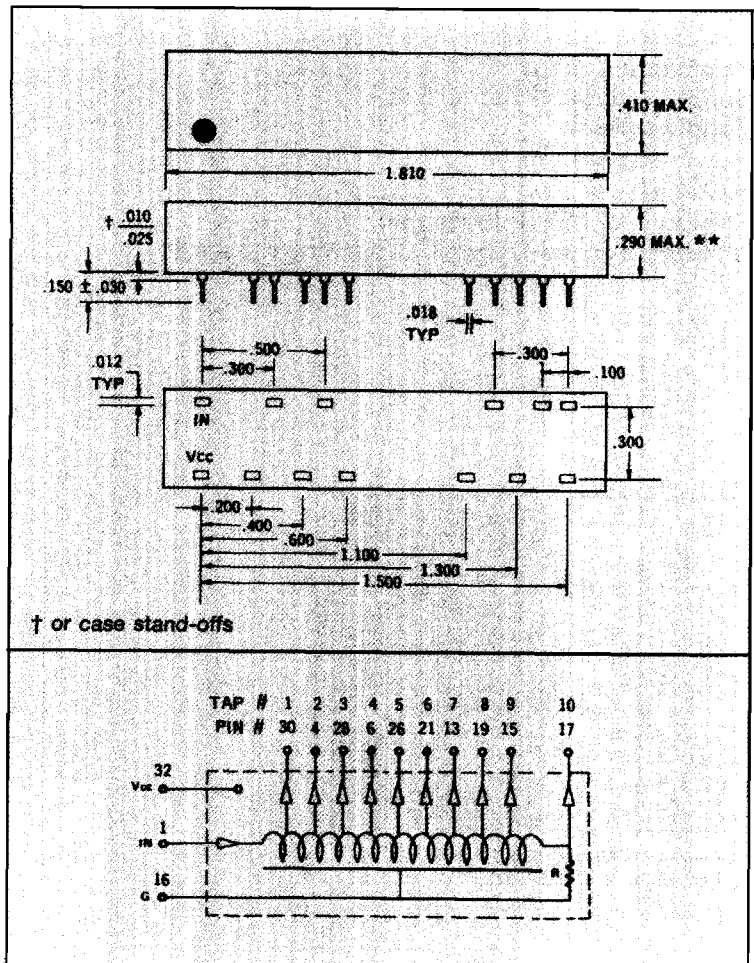 .410 MAX.
1.810
† .010
.025
.290 MAX. **
.150 ± .030
.018
TYP
.500
.300
.300
.100
.012
TYP
IN
.300
Vcc
.200
.400
.600
1.100
1.300
1.500
† or case stand-offs
TAP # 1 2 3 4 5 6 7 8 9 10
PIN # 30 4 28 6 26 21 13 19 15 17
32
Vcc
1
IN
16
R
G